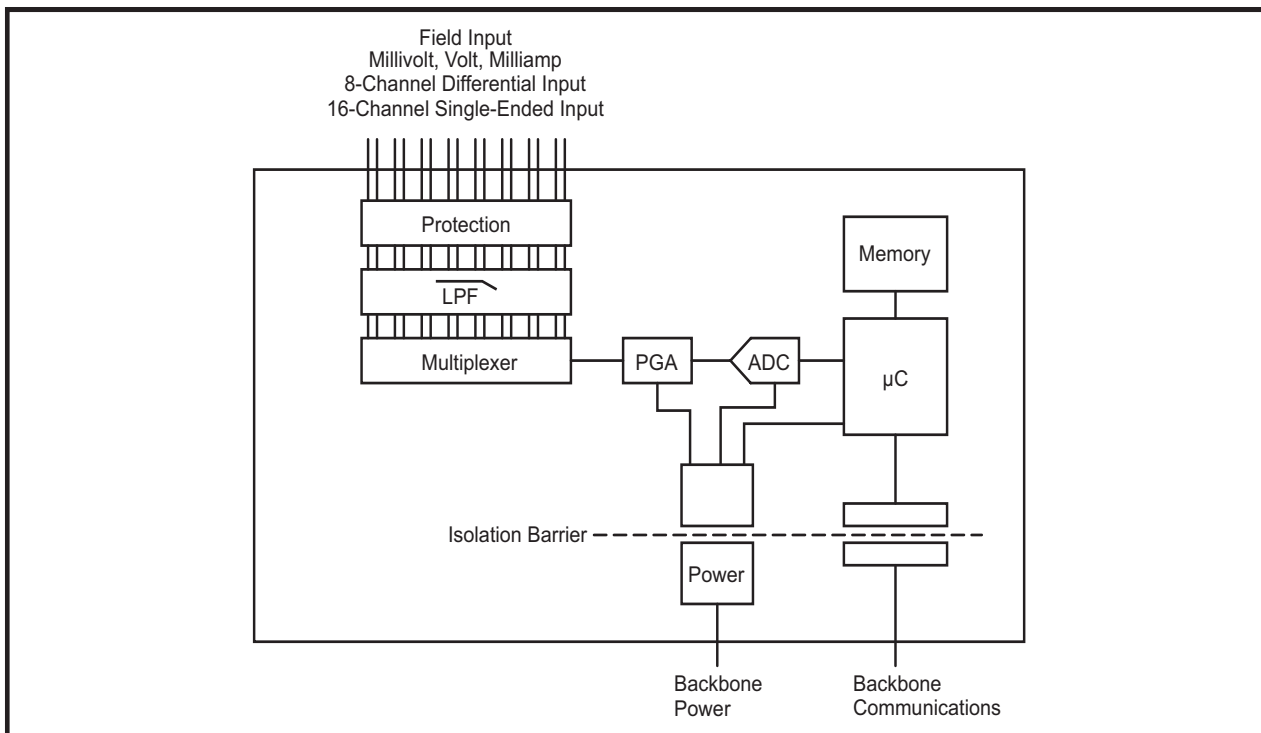 Field Input
Millivolt, Volt, Milliamp
8-Channel Differential Input
16-Channel Single-Ended Input
Protection
LPF
Multiplexer
PGA
ADC
Memory
µC
Isolation Barrier
Power
Backbone
Power
Backbone
Communications